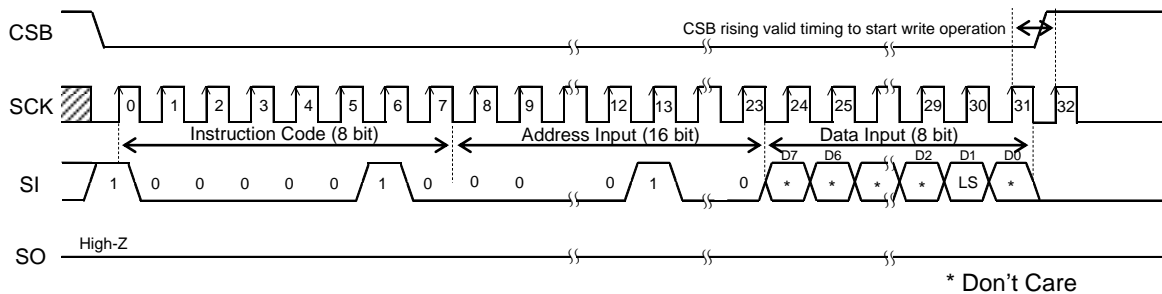 CSB
CSB rising valid timing to start write operation
SCK
0 1 2 3 4 5 6 7 8 9 12 13 23 24 25 29 30 31 32
Instruction Code (8 bit) Address Input (16 bit) Data Input (8 bit)
D7 D6 D2 D1 D0
SI
1 0 0 0 0 0 1 0 0 0 0 1 0 * * * * LS *
High-Z
SO
* Don't Care